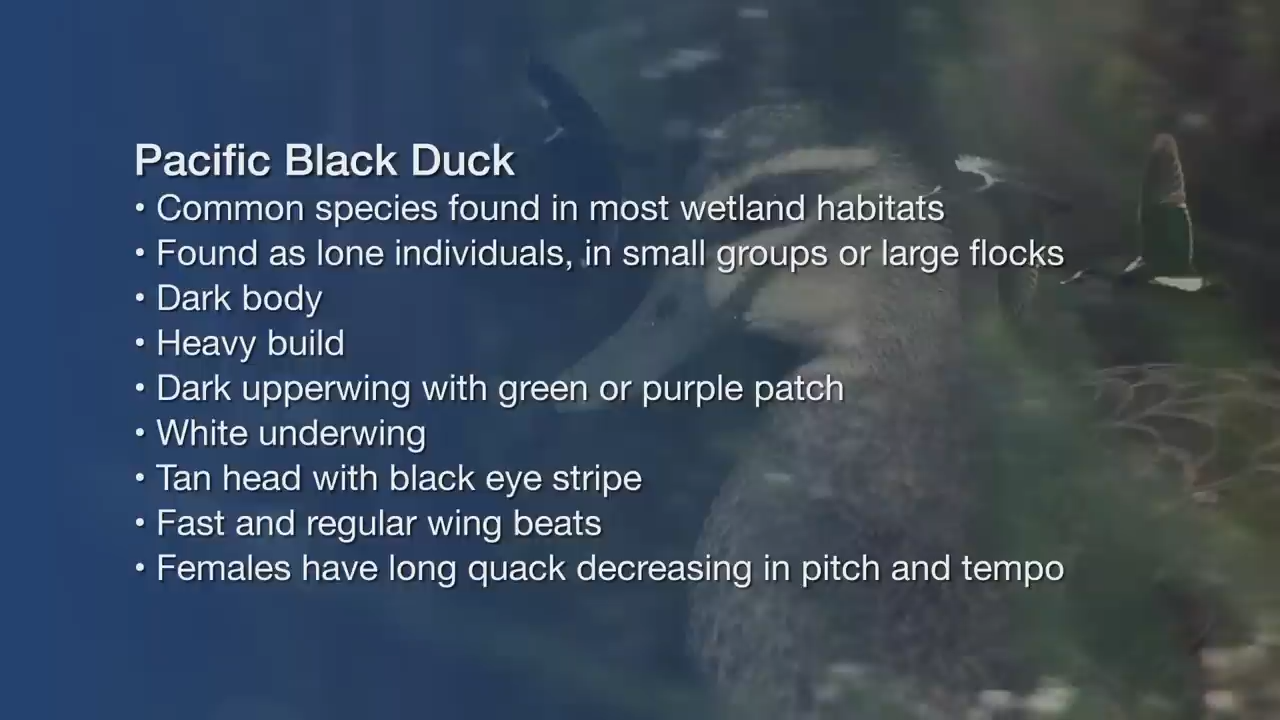 Pacific Black Duck
• Common species found in most wetland habitats
• Found as lone individuals, in small groups or large flocks
• Dark body
• Heavy build
• Dark upperwing with green or purple patch
• White underwing
• Tan head with black eye stripe
• Fast and regular wing beats
• Females have long quack decreasing in pitch and tempo